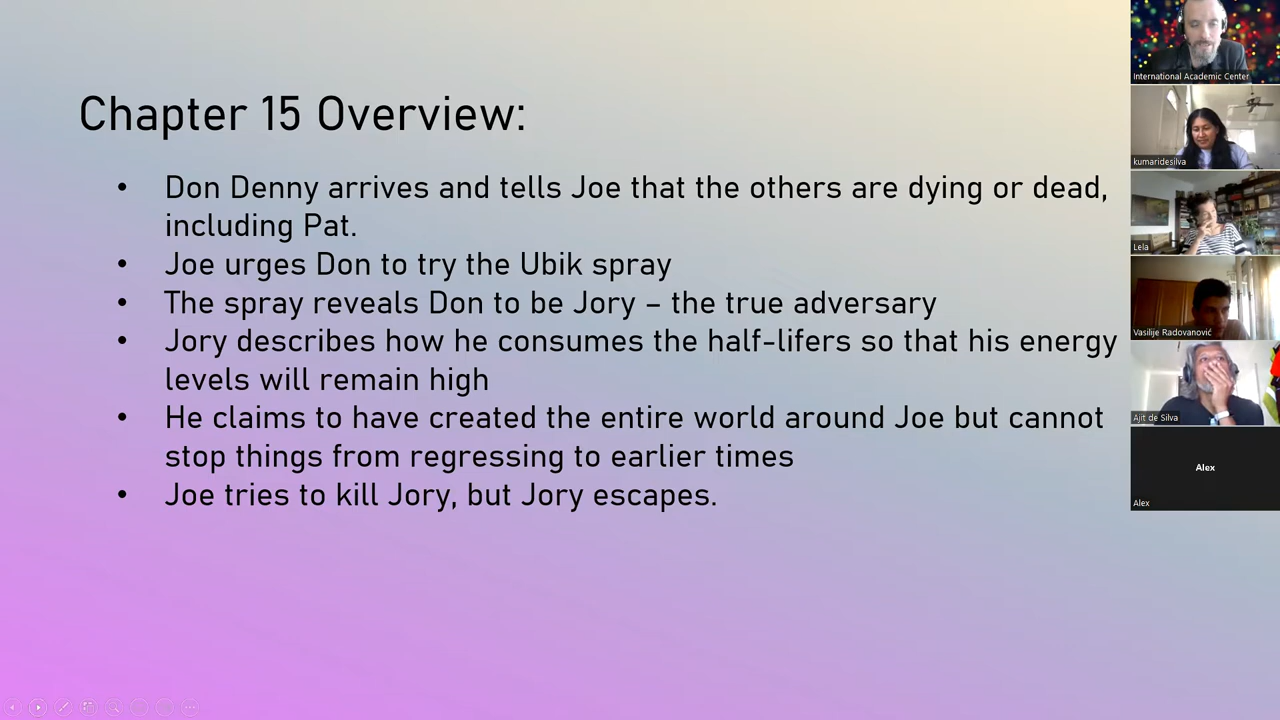 Chapter 15 Overview:
• Don Denny arrives and tells Joe that the others are dying or dead,
including Pat.
• Joe urges Don to try the Ubik spray
• The spray reveals Don to be Jory – the true adversary
• Jory describes how he consumes the half-lifers so that his energy
levels will remain high
• He claims to have created the entire world around Joe but cannot
stop things from regressing to earlier times
• Joe tries to kill Jory, but Jory escapes.
International Academic Center
kumaridesilva
Lela
Vasilije Radovanović
Ajit de Silva
Alex
Alex